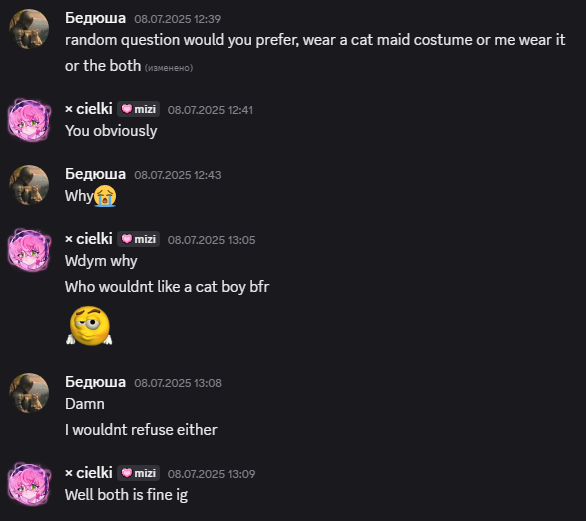 Бедюша 08.07.2025 12:39
random question would you prefer, wear a cat maid costume or me wear it
or the both (изменено)
× cielki mizi 08.07.2025 12:41
You obviously
Бедюша 08.07.2025 12:43
Why😭
× cielki mizi 08.07.2025 13:05
Wdym why
Who wouldnt like a cat boy bfr
Бедюша 08.07.2025 13:08
Damn
I wouldnt refuse either
× cielki mizi 08.07.2025 13:09
Well both is fine ig